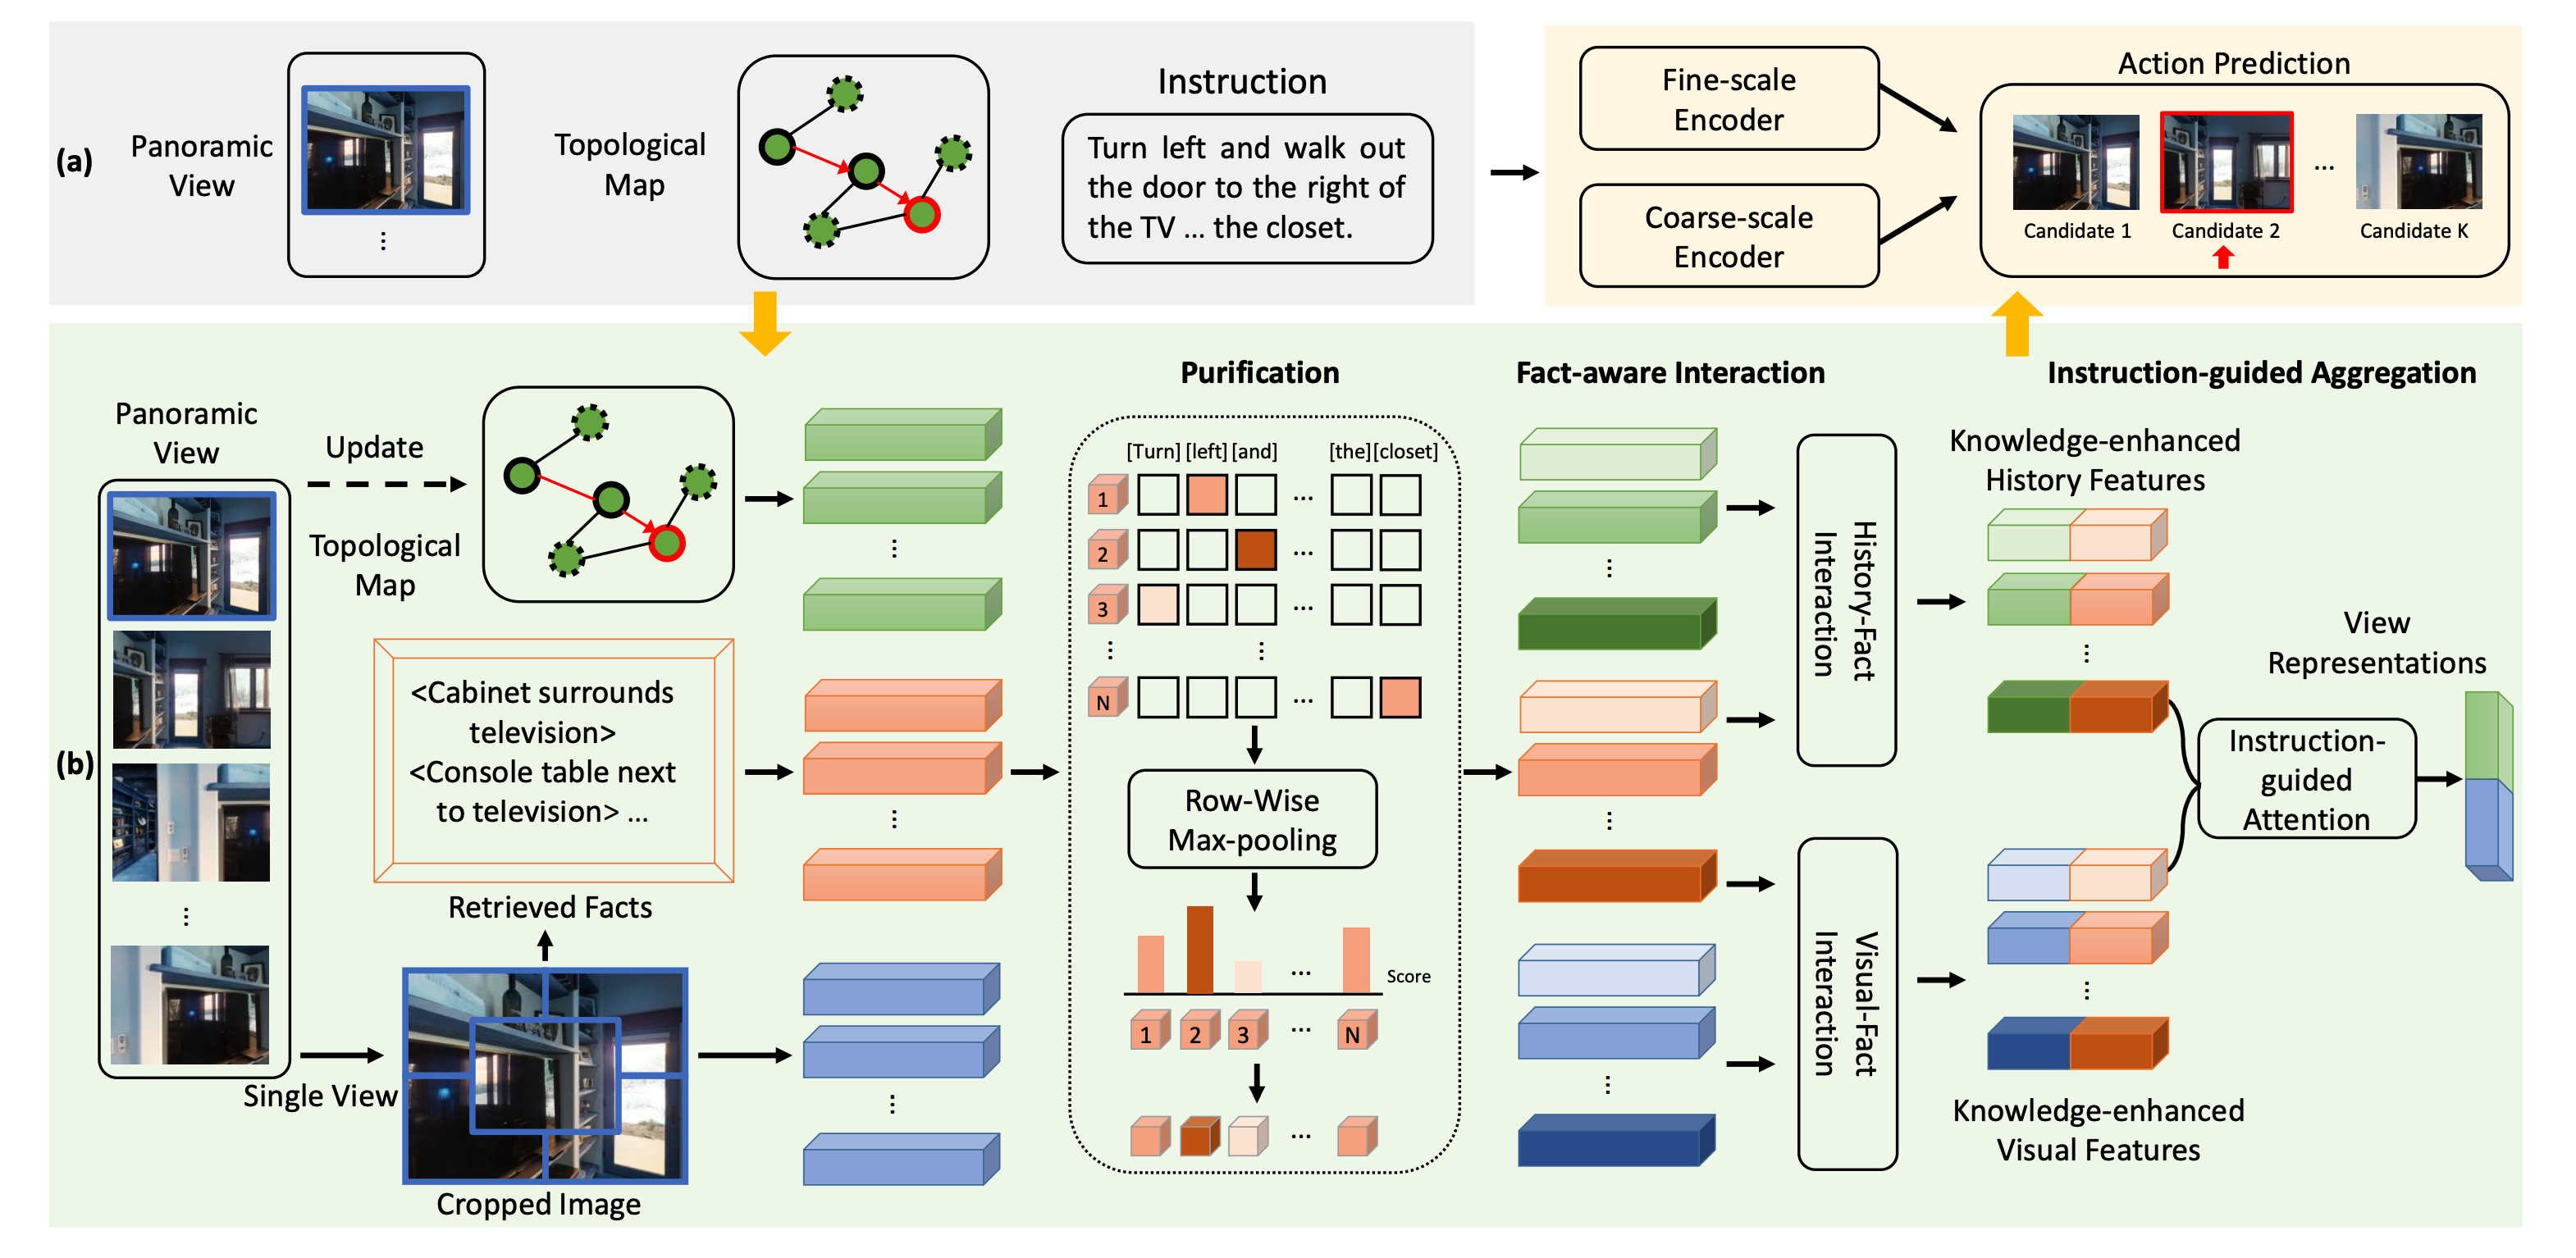 (a)
Panoramic
View
...
Topological
Map
Instruction
Turn left and walk out
the door to the right of
the TV ... the closet.
Fine-scale
Encoder
Coarse-scale
Encoder
Action Prediction
...
Candidate 1
Candidate 2
Candidate K
(b)
Panoramic
View
...
Update
Topological
Map
<Cabinet surrounds
television>
<Console table next
to television> ...
Retrieved Facts
Single View
Cropped Image
...
...
...
Purification
[Turn] [left] [and] [the] [closet]
1 ...
2 ...
3 ...
... ...
N ...
Row-Wise
Max-pooling
... Score
1 2 3 ... N
...
Fact-aware Interaction
...
...
...
History-Fact
Interaction
Visual-Fact
Interaction
Instruction-guided Aggregation
Knowledge-enhanced
History Features
...
...
Knowledge-enhanced
Visual Features
Instruction-
guided
Attention
View
Representations